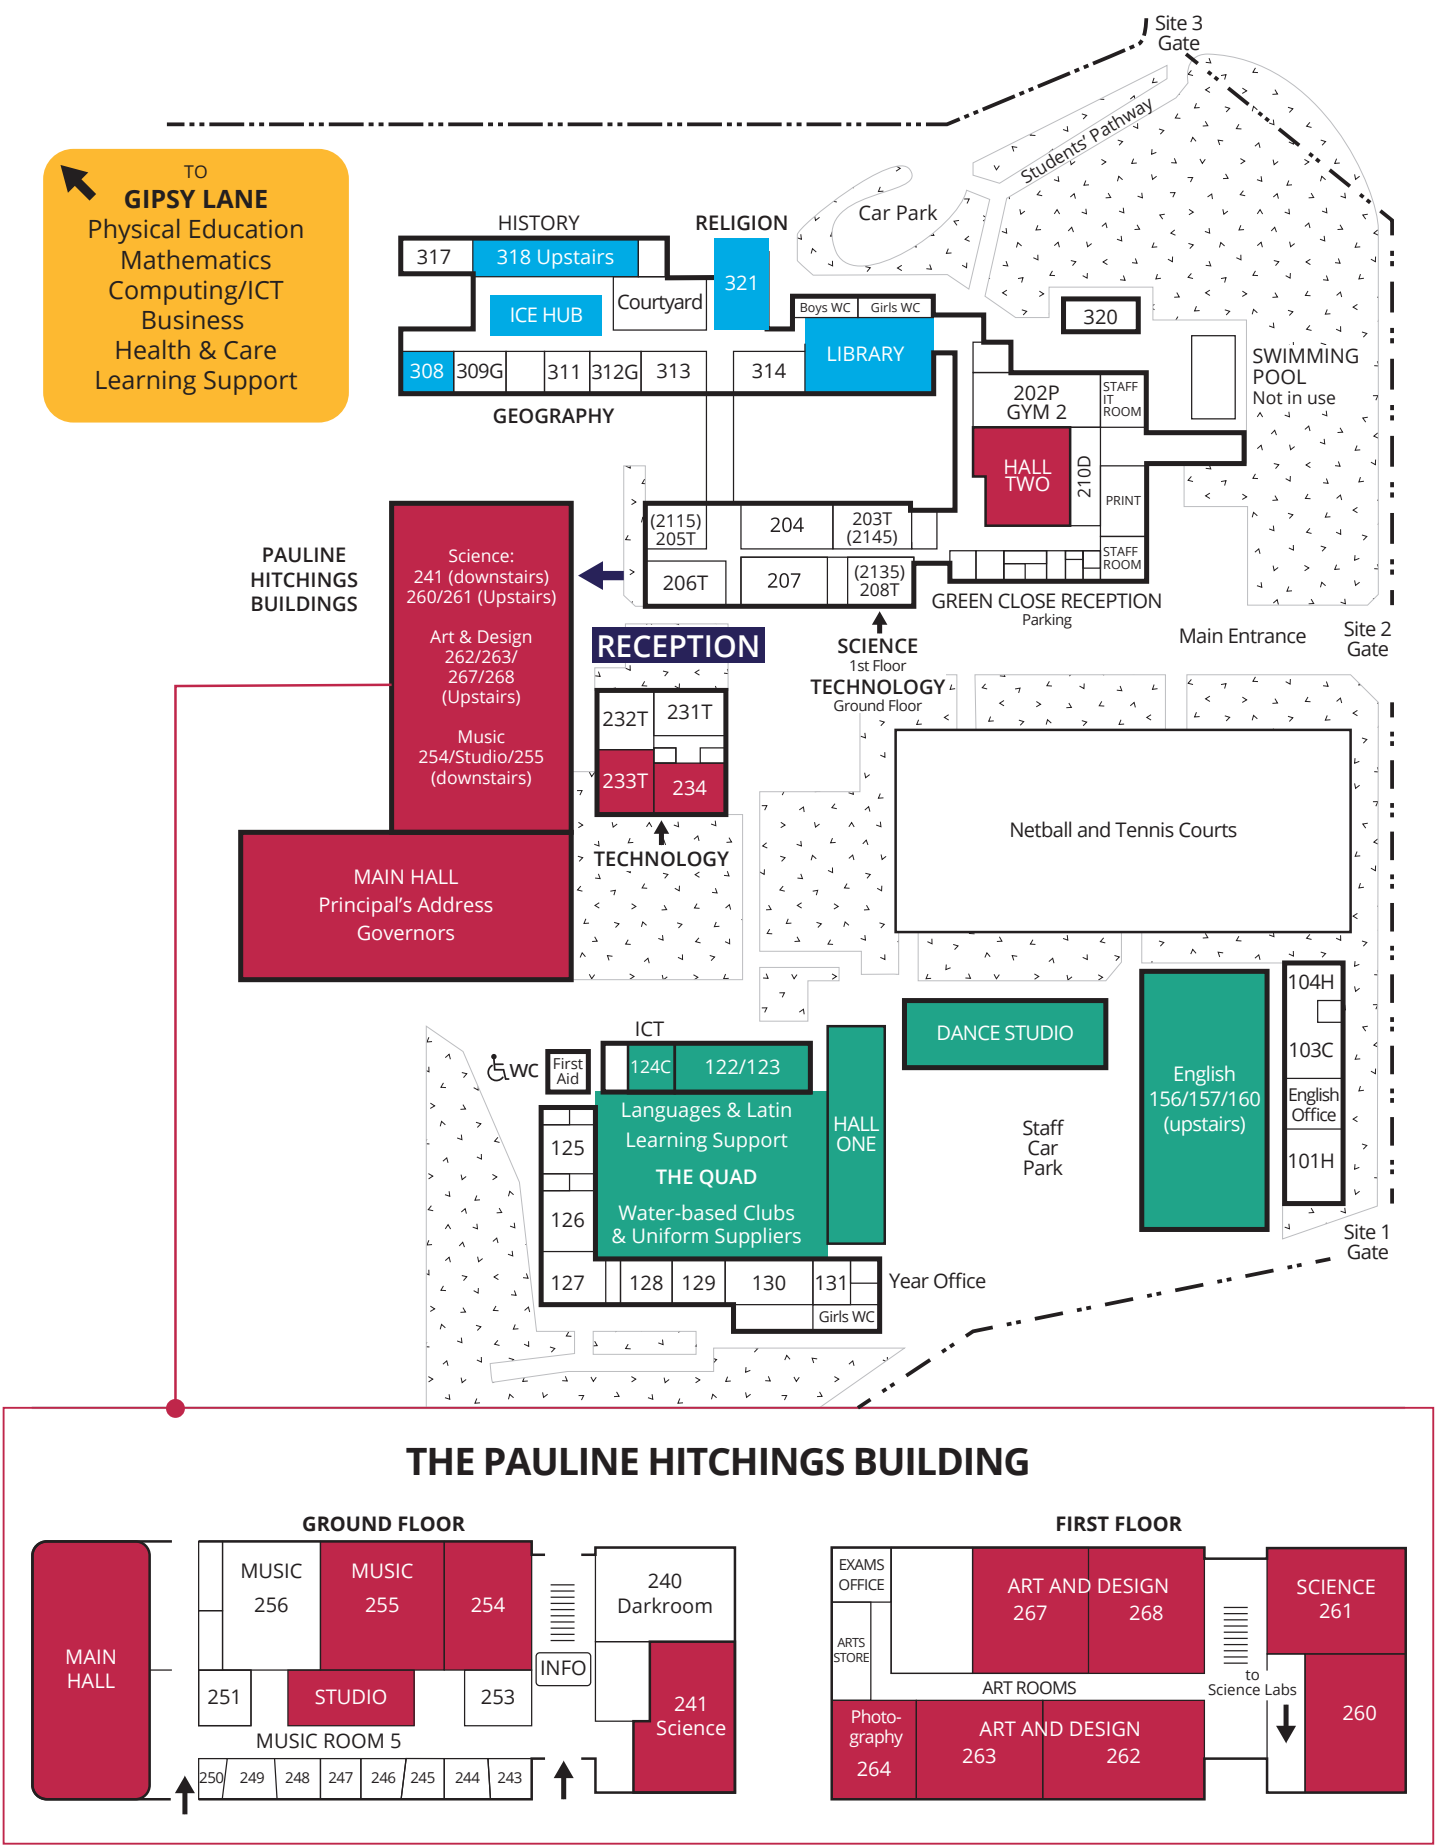 Site 3
Gate
Students' Pathway
TO
GIPSY LANE
Physical Education
Mathematics
Computing/ICT
Business
Health & Care
Learning Support
Car Park
HISTORY
RELIGION
317
318 Upstairs
321
ICE HUB
Courtyard
Boys WC
Girls WC
LIBRARY
320
308
309G
311
312G
313
314
GEOGRAPHY
SWIMMING
POOL
Not in use
202P
GYM 2
STAFF
IT
ROOM
HALL
TWO
210D
PRINT
STAFF
ROOM
(2115)
205T
204
203T
(2145)
206T
207
(2135)
208T
PAULINE
HITCHINGS
BUILDINGS
Science:
241 (downstairs)
260/261 (Upstairs)
Art & Design
262/263/
267/268
(Upstairs)
Music
254/Studio/255
(downstairs)
GREEN CLOSE RECEPTION
Parking
Main Entrance
Site 2
Gate
RECEPTION
SCIENCE
1st Floor
TECHNOLOGY
Ground Floor
232T
231T
233T
234
TECHNOLOGY
Netball and Tennis Courts
MAIN HALL
Principal’s Address
Governors
ICT
WC
First
Aid
124C
122/123
Languages & Latin
Learning Support
THE QUAD
Water-based Clubs
& Uniform Suppliers
HALL
ONE
DANCE STUDIO
Staff
Car
Park
English
156/157/160
(upstairs)
104H
103C
English
Office
101H
125
126
127
128
129
130
131
Girls WC
Year Office
Site 1
Gate
THE PAULINE HITCHINGS BUILDING
GROUND FLOOR
MAIN
HALL
MUSIC
256
MUSIC
255
254
251
STUDIO
253
MUSIC ROOM 5
250
249
248
247
246
245
244
243
INFO
240
Darkroom
241
Science
FIRST FLOOR
EXAMS
OFFICE
ARTS
STORE
ART AND DESIGN
267
268
ART ROOMS
Photo-
graphy
264
ART AND DESIGN
263
262
to
Science Labs
SCIENCE
261
260